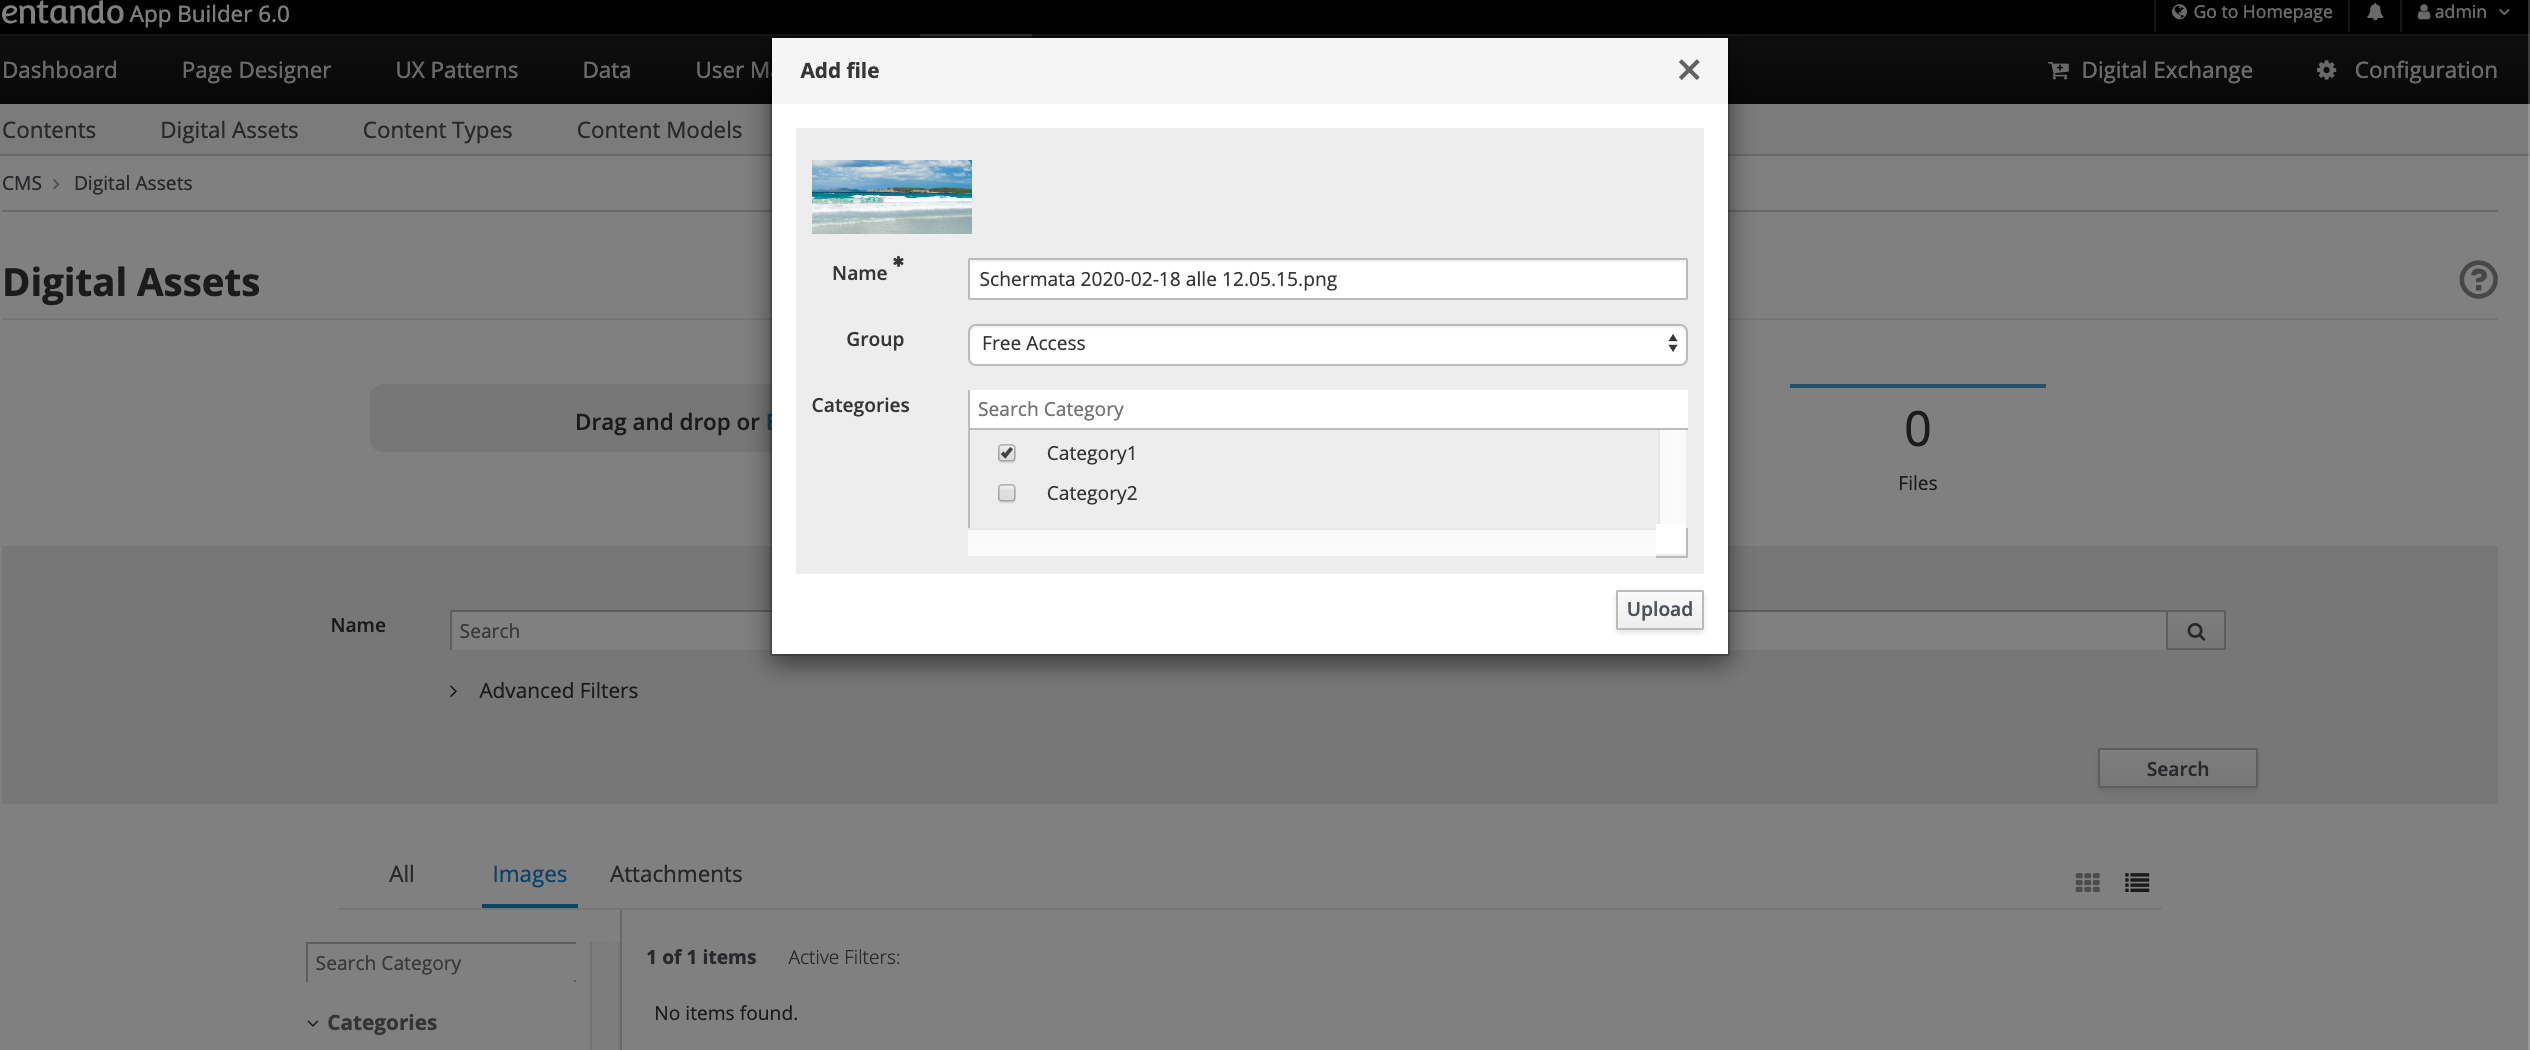 entando App Builder 6.0
Go to Homepage
admin
Dashboard
Page Designer
UX Patterns
Data
User
Digital Exchange
Configuration
Contents
Digital Assets
Content Types
Content Models
CMS > Digital Assets
Digital Assets
Drag and drop or
0
Files
Name
Search
Advanced Filters
Search
All
Images
Attachments
Search Category
Categories
1 of 1 items
Active Filters:
No items found.
Add file
Name *
Schermata 2020-02-18 alle 12.05.15.png
Group
Free Access
Categories
Search Category
Category1
Category2
Upload